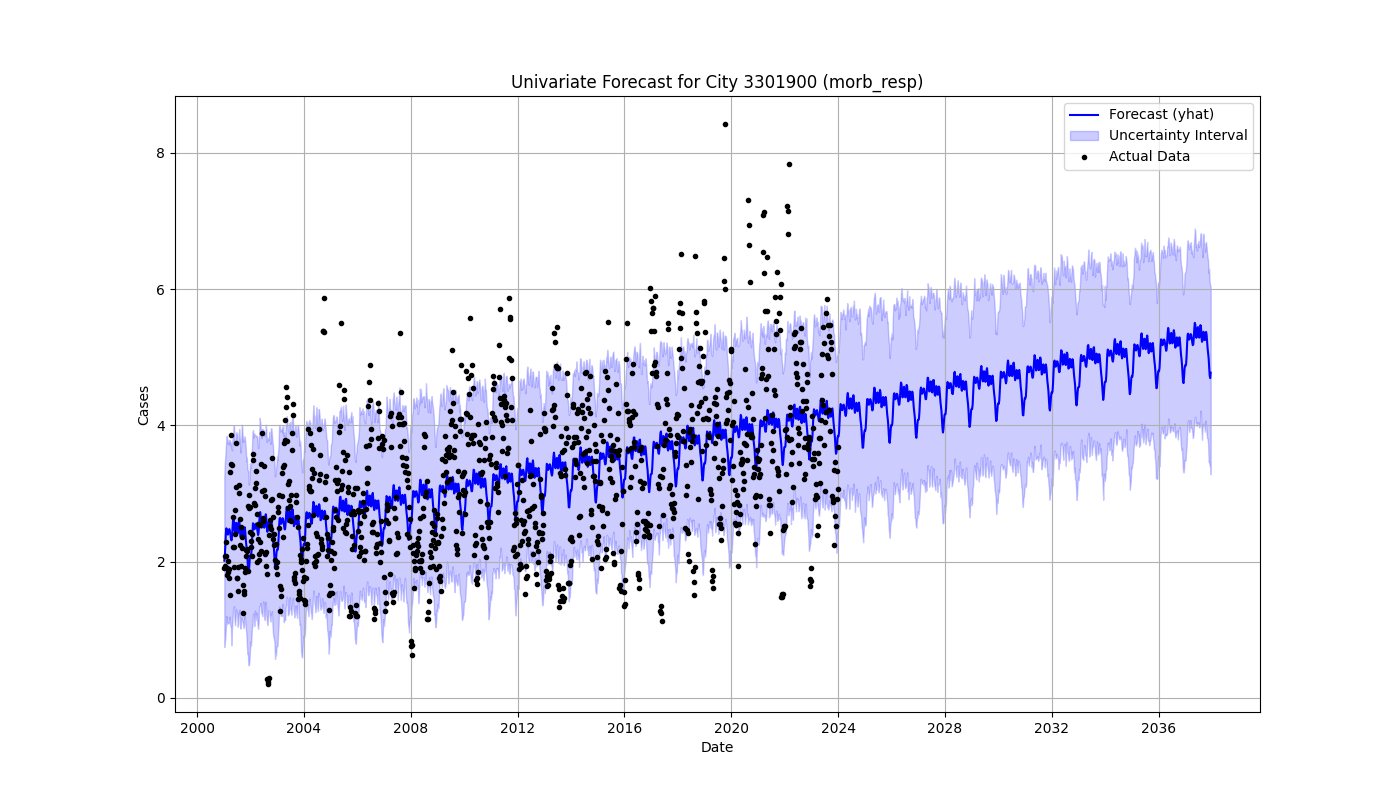 Univariate Forecast for City 3301900 (morb_resp)
Forecast (yhat)
Uncertainty Interval
Actual Data
Cases
8
6
4
2
0
2000 2004 2008 2012 2016 2020 2024 2028 2032 2036
Date